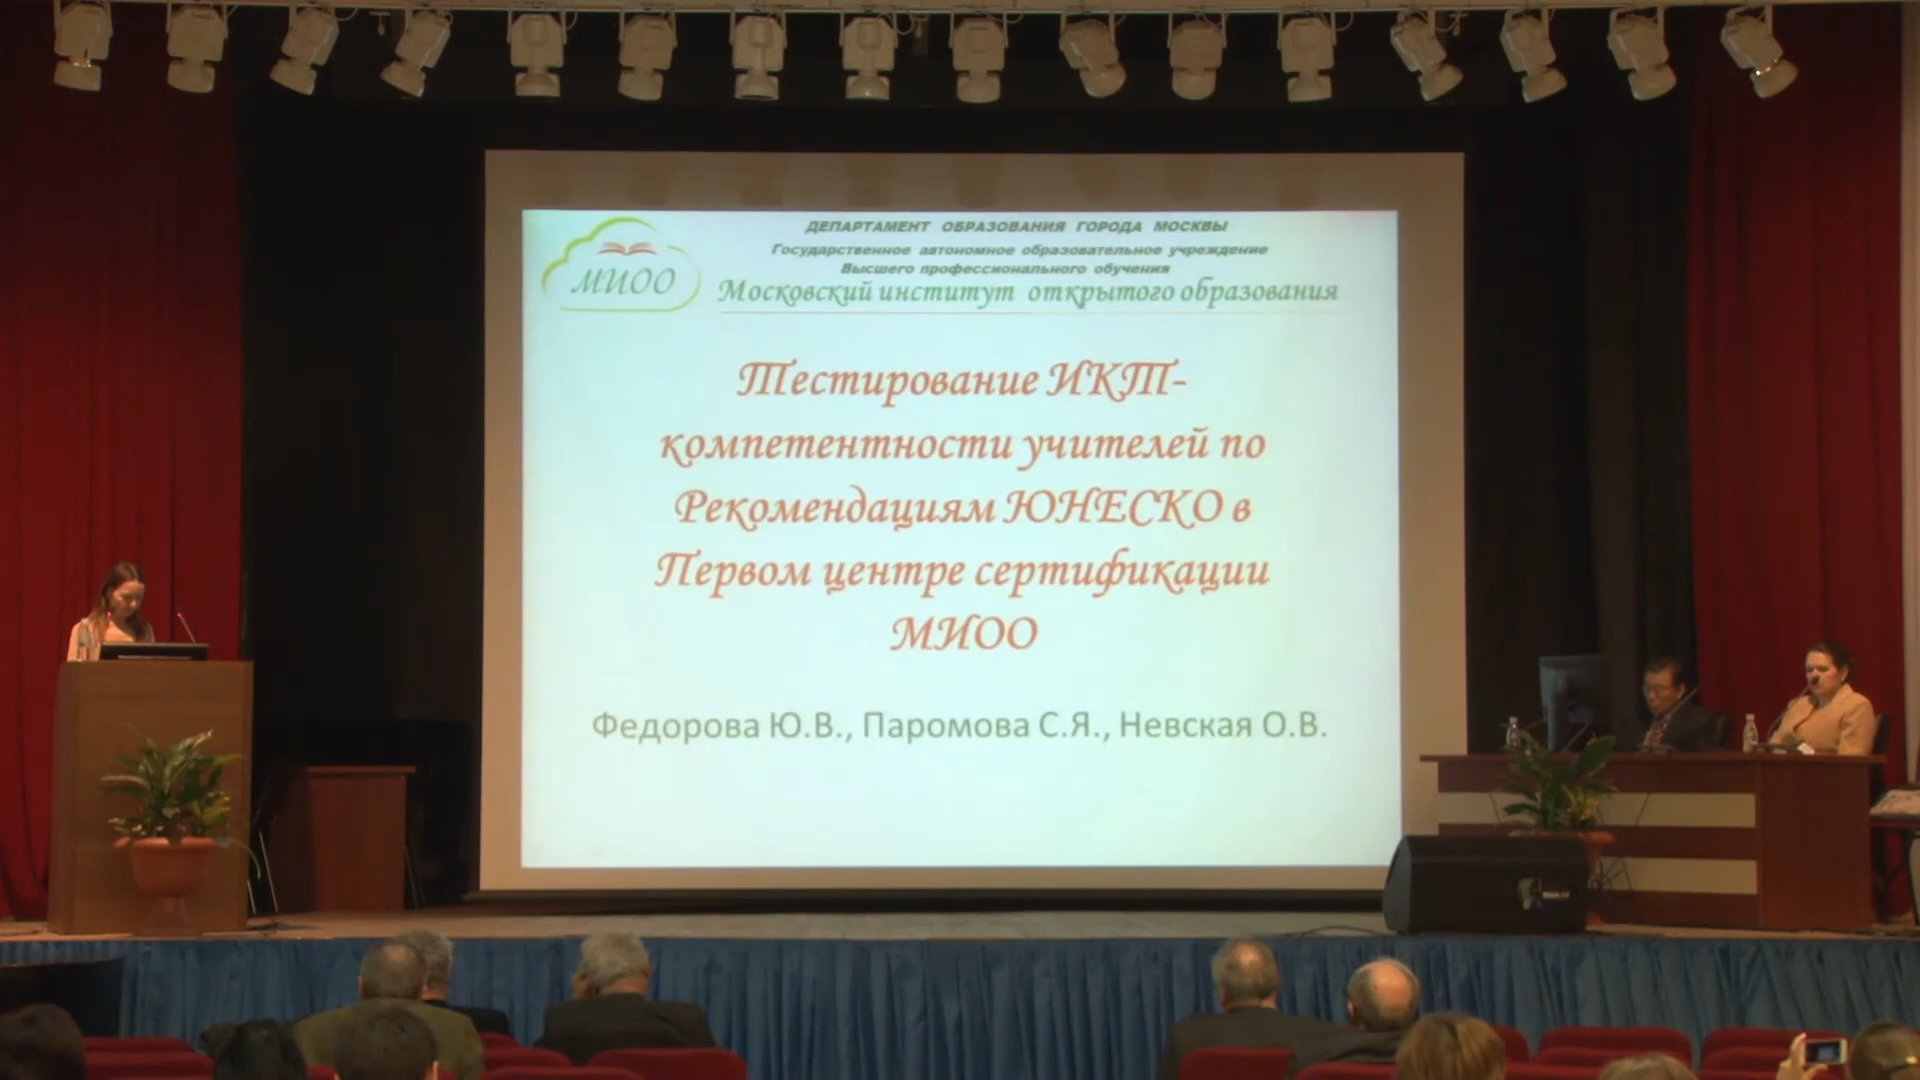 МИОО
ДЕПАРТАМЕНТ ОБРАЗОВАНИЯ ГОРОДА МОСКВЫ
Государственное автономное образовательное учреждение
Высшего профессионального обучения
Московский институт открытого образования
Тестирование ИКТ-
компетентности учителей по
Рекомендациям ЮНЕСКО в
Первом центре сертификации
МИОО
Федорова Ю.В., Паромова С.Я., Невская О.В.